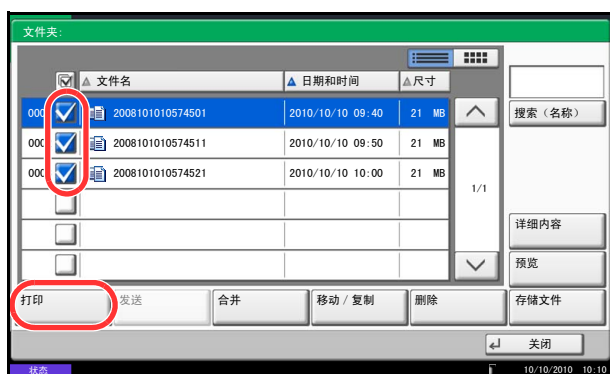 文件夹:
文件名 日期和时间 尺寸
000 2008101010574501 2010/10/10 09:40 21 MB 搜索（名称）
000 2008101010574511 2010/10/10 09:50 21 MB
000 2008101010574521 2010/10/10 10:00 21 MB
1/1
详细内容
预览
打印 发送 合并 移动 / 复制 删除 存储文件
关闭
状态 10/10/2010 10:10